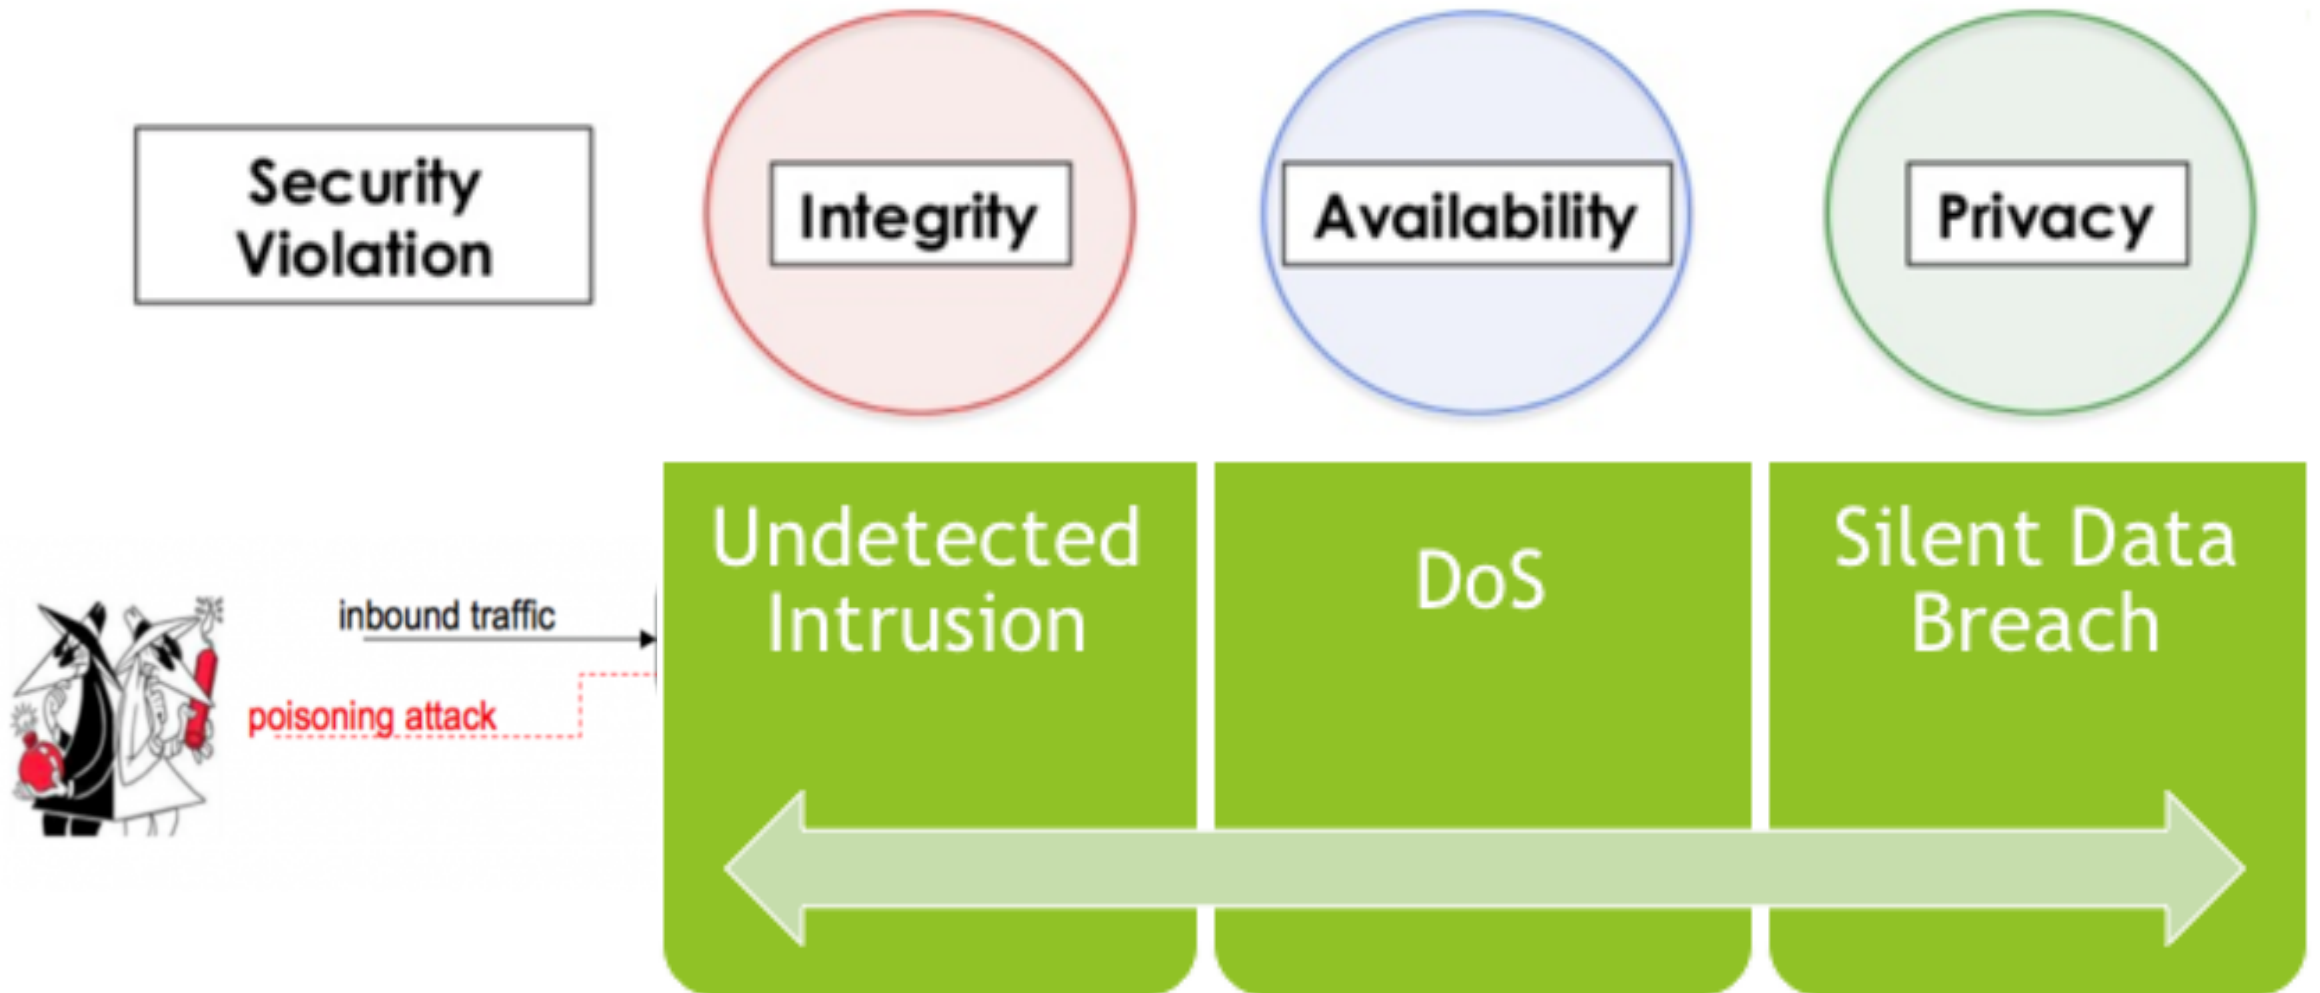 Security
Violation
Integrity
Availability
Privacy
Undetected
Intrusion
DoS
Silent Data
Breach
inbound traffic
poisoning attack